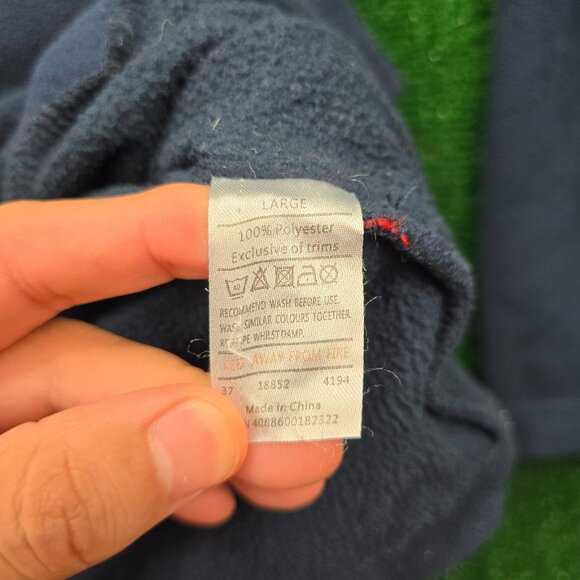 LARGE
100% Polyester
Exclusive of trims
RECOMMEND WASH BEFORE USE.
WASH SIMILAR COLOURS TOGETHER.
WHILST DAMP.
AWAY FROM FIRE
37 18852 4194
Made in China
4088600182322